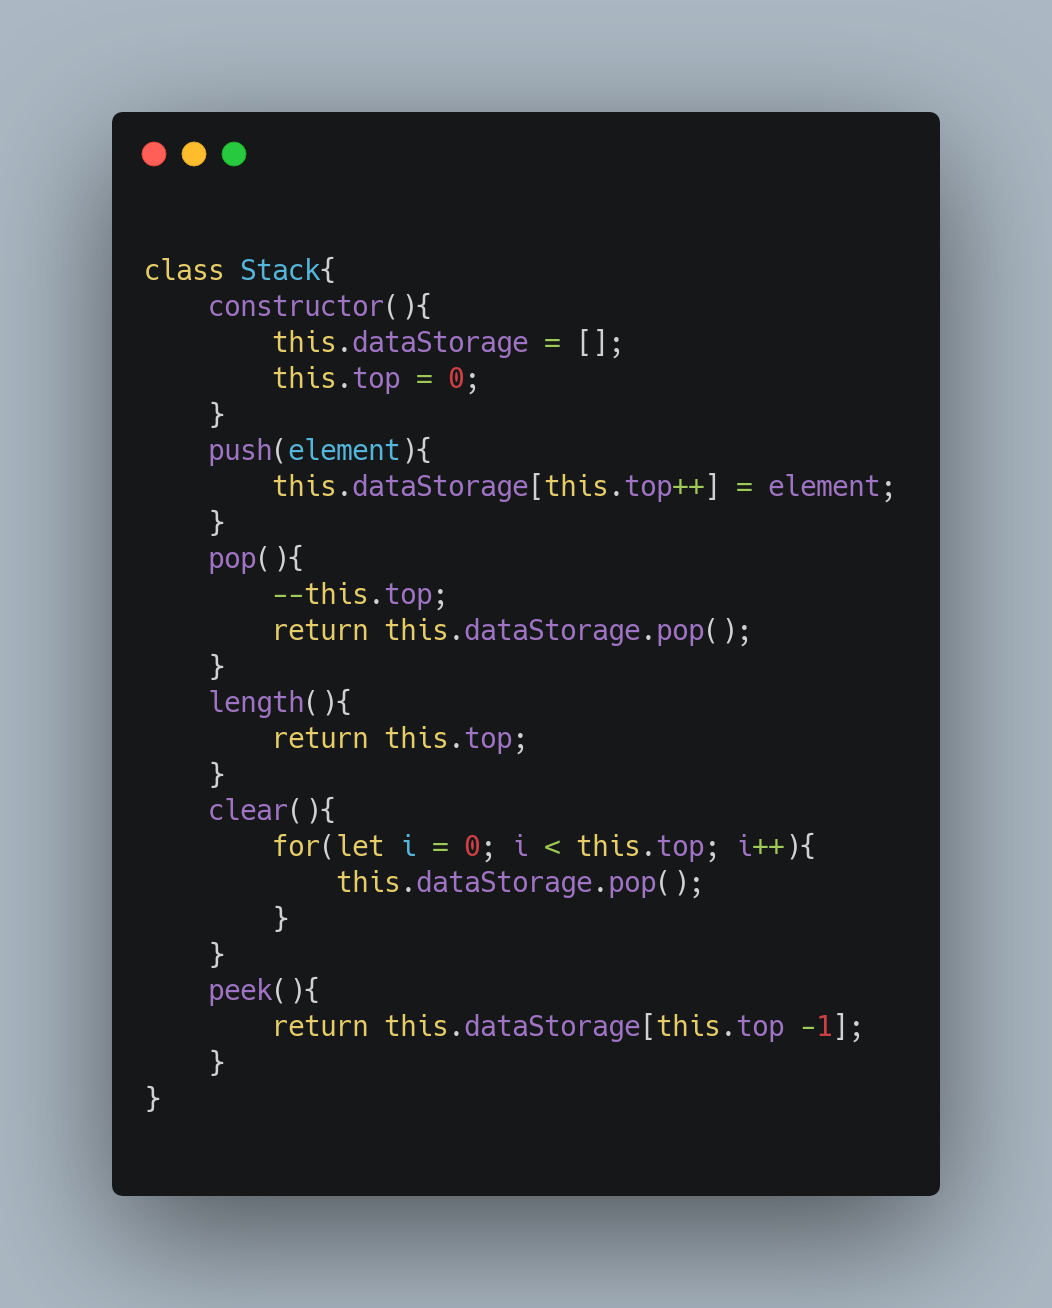 class Stack{
    constructor(){
        this.dataStorage = [];
        this.top = 0;
    }
    push(element){
        this.dataStorage[this.top++] = element;
    }
    pop(){
        --this.top;
        return this.dataStorage.pop();
    }
    length(){
        return this.top;
    }
    clear(){
        for(let i = 0; i < this.top; i++){
            this.dataStorage.pop();
        }
    }
    peek(){
        return this.dataStorage[this.top -1];
    }
}